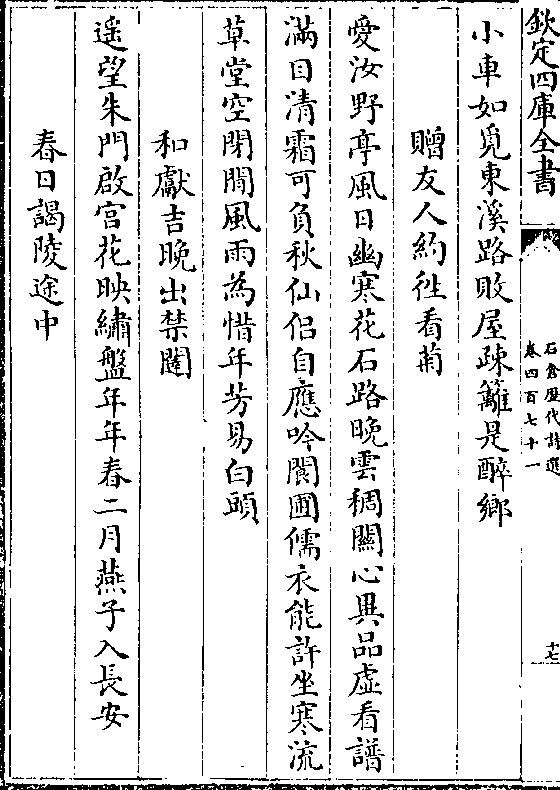 欽定四庫全書
石倉歷代詩選
卷四百七十一
十七
小車如覓東溪路敗屋疎籬是醉鄉
贈友人約徃看菊
愛汝野亭風日幽寒花石路晚雲稠關心異品虛看譜
滿目清霜可負秋仙侶自應吟閬圃儒衣能許坐寒流
草堂空閉闗風雨為惜年芳易白頭
和獻吉晚出禁闥
遥望朱門啟宫花映繡盤年年春二月燕子入長安
春日謁陵途中